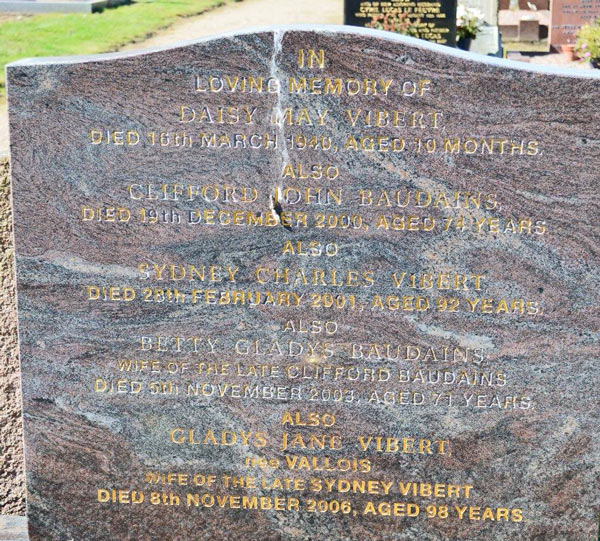 IN
LOVING MEMORY OF
DAISY MAY VIBERT,
DIED 16th MARCH 1940, AGED 10 MONTHS.
ALSO
CLIFFORD JOHN BAUDAINS,
DIED 19th DECEMBER 2000, AGED 74 YEARS.
ALSO
SYDNEY CHARLES VIBERT
DIED 28th FEBRUARY 2001, AGED 92 YEARS.
ALSO
BETTY GLADYS BAUDAINS,
WIFE OF THE LATE CLIFFORD BAUDAINS
DIED 5th NOVEMBER 2003, AGED 71 YEARS.
ALSO
GLADYS JANE VIBERT
née VALLOIS
WIFE OF THE LATE SYDNEY VIBERT
DIED 8th NOVEMBER 2006, AGED 98 YEARS